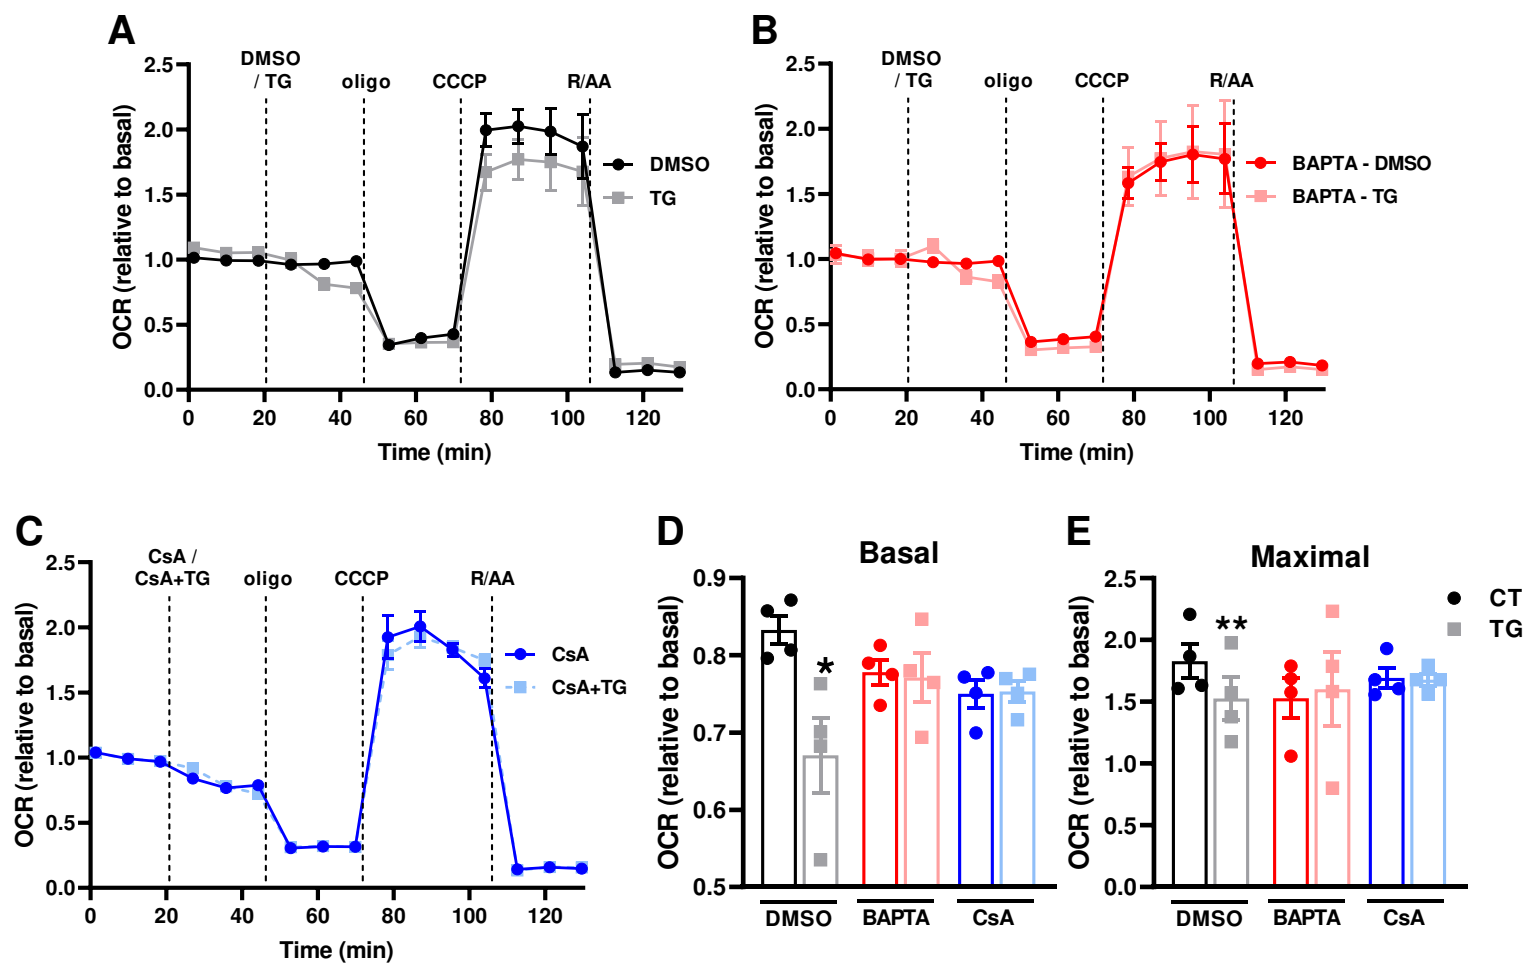 A
DMSO
/ TG
oligo
CCCP
R/AA
OCR (relative to basal)
2.5
2.0
1.5
1.0
0.5
0.0
DMSO
TG
0
20
40
60
80
100
120
Time (min)
B
DMSO
/ TG
oligo
CCCP
R/AA
OCR (relative to basal)
2.5
2.0
1.5
1.0
0.5
0.0
BAPTA - DMSO
BAPTA - TG
0
20
40
60
80
100
120
Time (min)
C
CsA /
CsA+TG
oligo
CCCP
R/AA
OCR (relative to basal)
2.5
2.0
1.5
1.0
0.5
0.0
CsA
CsA+TG
0
20
40
60
80
100
120
Time (min)
D
Basal
OCR (relative to basal)
0.9
0.8
0.7
0.6
0.5
*
DMSO
BAPTA
CsA
E
Maximal
OCR (relative to basal)
2.5
2.0
1.5
1.0
0.5
0.0
**
CT
TG
DMSO
BAPTA
CsA